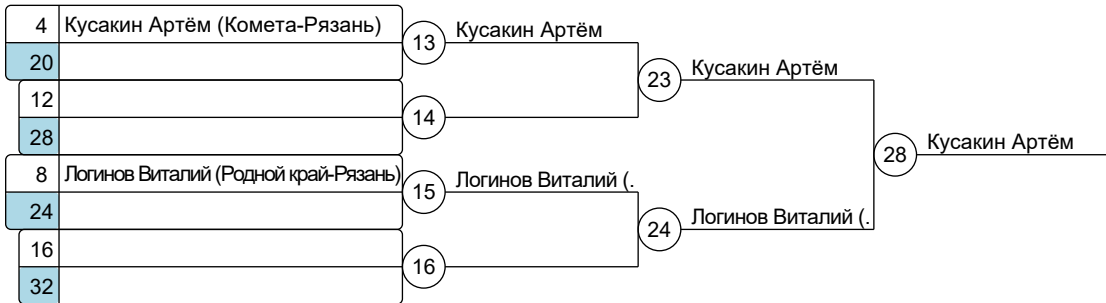 4 Кусакин Артём (Комета-Рязань)
13 Кусакин Артём
20
23 Кусакин Артём
12
14
28
28 Кусакин Артём
8 Логинов Виталий (Родной край-Рязань)
15 Логинов Виталий (.
24
24 Логинов Виталий (.
16
16
32